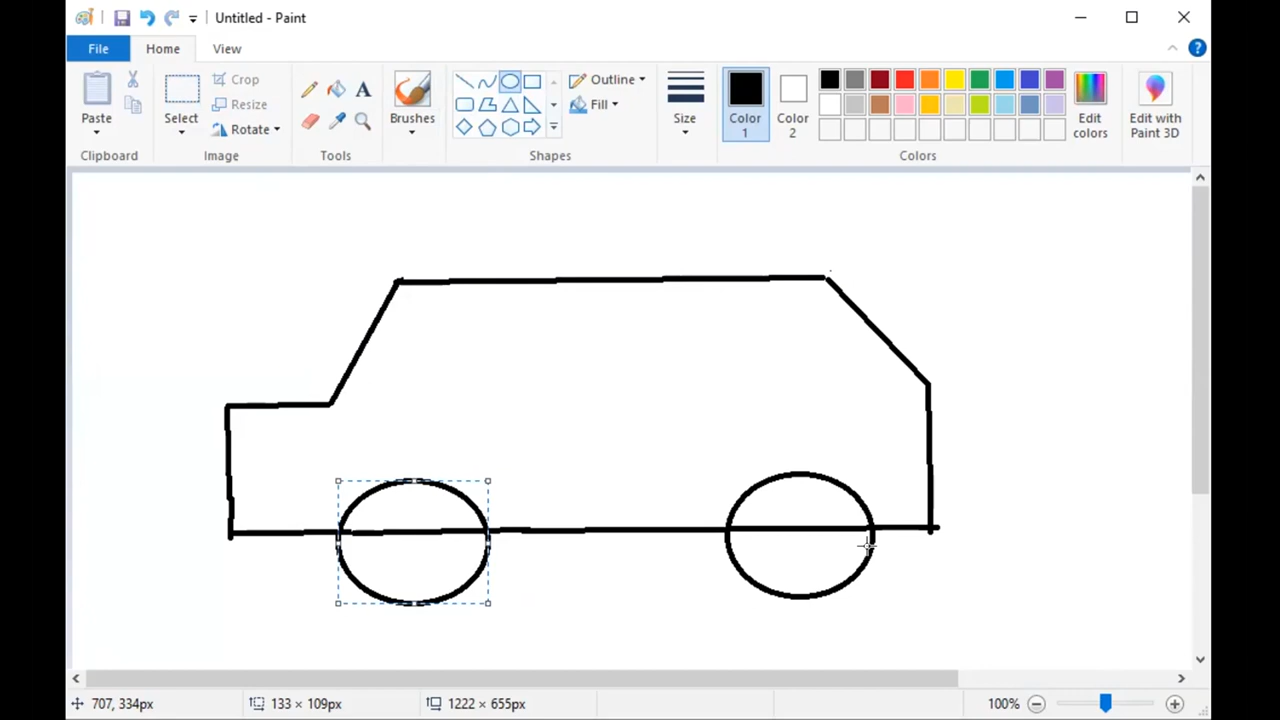 Untitled - Paint
File Home View
Paste
Clipboard
Select
Crop
Resize
Rotate
Image
A
Tools
Brushes
Outline
Fill
Shapes
Size
Color 1
Color 2
Edit colors
Colors
Edit with Paint 3D
707, 334px 133 × 109px 1222 × 655px 100%